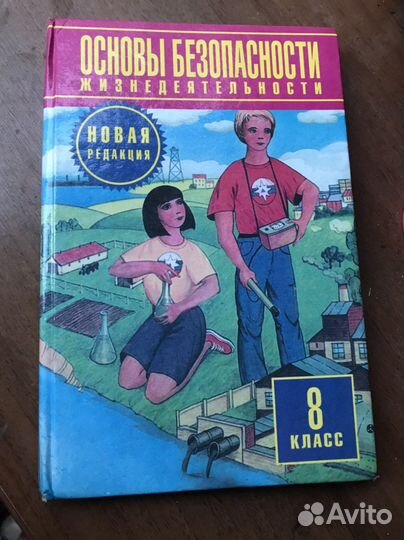 ОСНОВЫ БЕЗОПАСНОСТИ
ЖИЗНЕДЕЯТЕЛЬНОСТИ
НОВАЯ
РЕДАКЦИЯ
8
КЛАСС
Avito